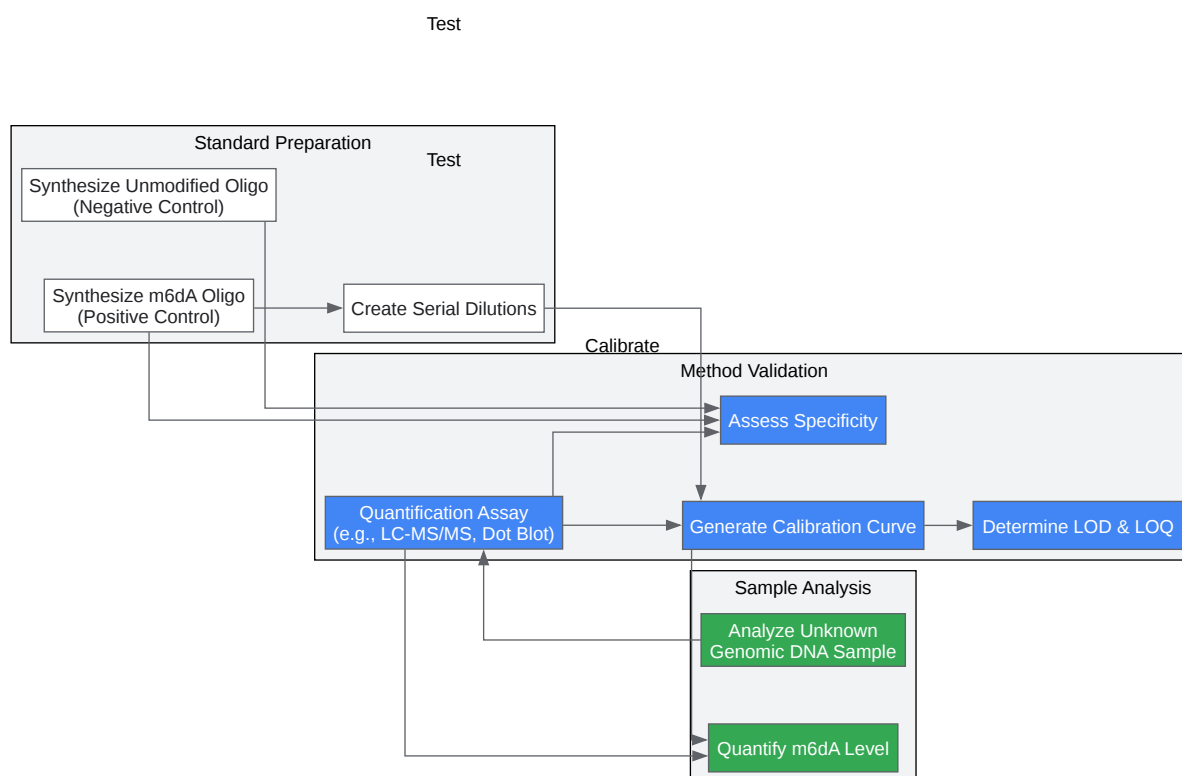 Test
Standard Preparation
Test
Synthesize Unmodified Oligo
(Negative Control)
Synthesize m6dA Oligo
(Positive Control)
Create Serial Dilutions
Calibrate
Method Validation
Assess Specificity
Quantification Assay
(e.g., LC-MS/MS, Dot Blot)
Generate Calibration Curve
Determine LOD & LOQ
Sample Analysis
Analyze Unknown
Genomic DNA Sample
Quantify m6dA Level